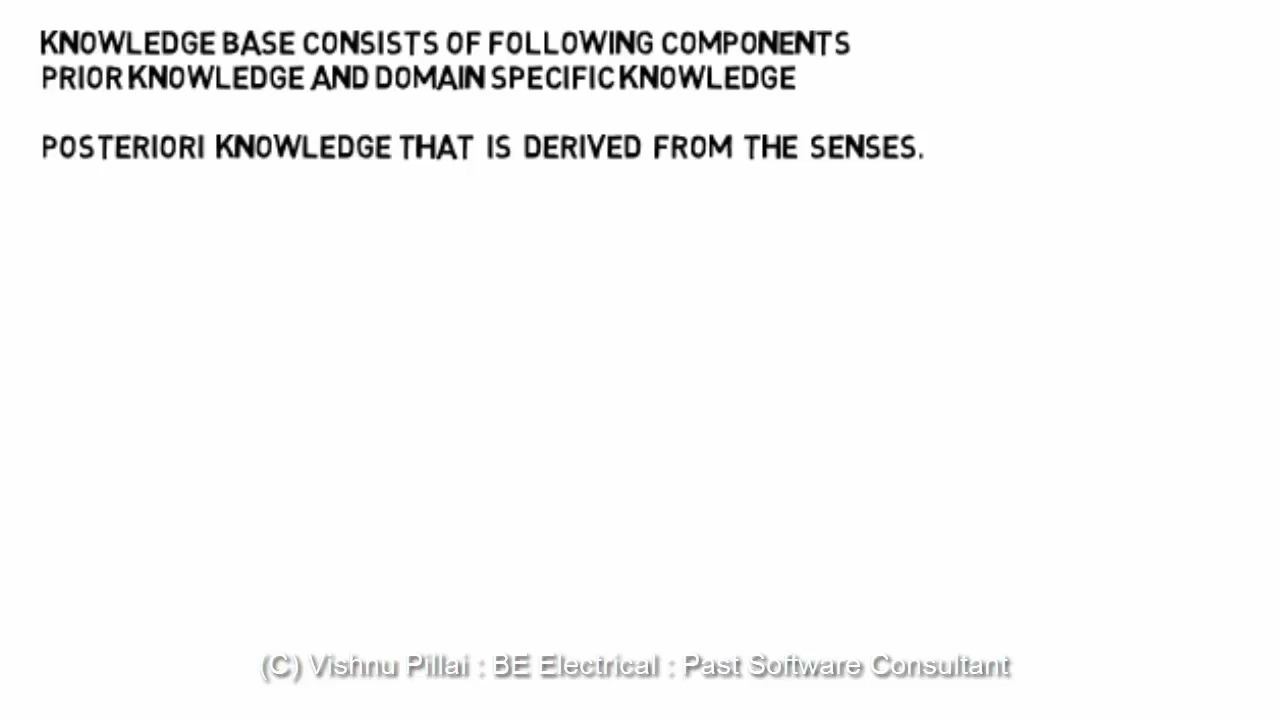 KNOWLEDGE BASE CONSISTS OF FOLLOWING COMPONENTS
PRIOR KNOWLEDGE AND DOMAIN SPECIFIC KNOWLEDGE
POSTERIORI KNOWLEDGE THAT IS DERIVED FROM THE SENSES.
(C) Vishnu Pillai : BE Electrical : Past Software Consultant